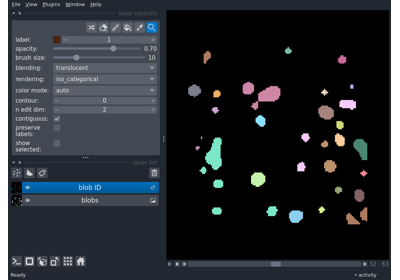 File View Plugins Window Help
layer controls
label: 1
opacity: 0.70
brush size: 10
blending: translucent
rendering: iso_categorical
color mode: auto
contour: 0
n edit dim: 2
contiguous:
preserve
labels:
show
selected:
layer list
blob ID
blobs
32 63
Ready
activity